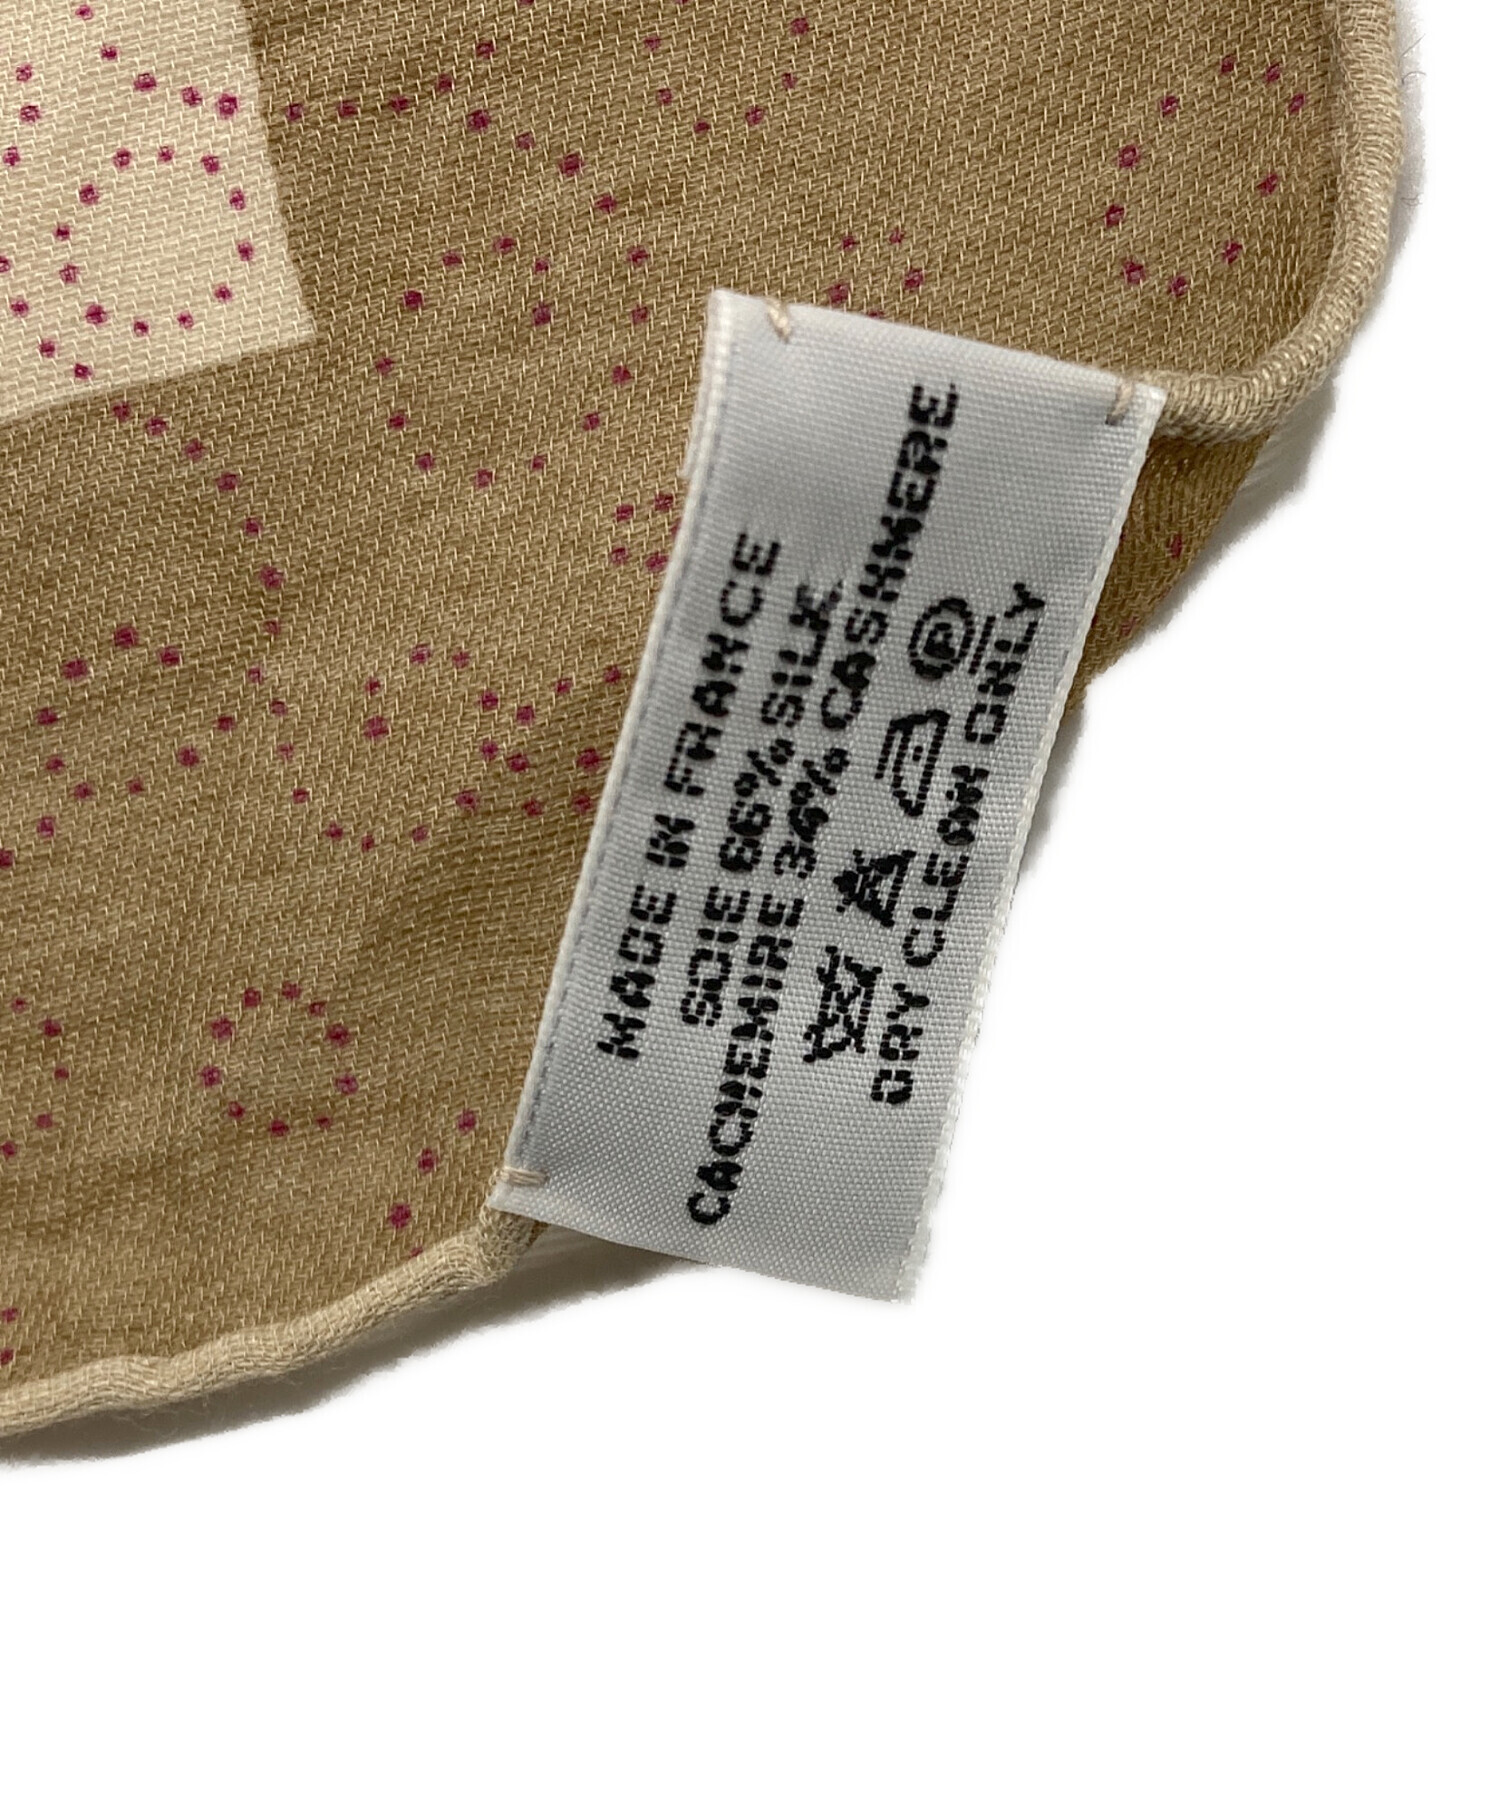 MADE IN FRANCE
SOIE 66% SILK
CACHEMIRE 34% CASHMERE
P
DRY CLEAN ONLY